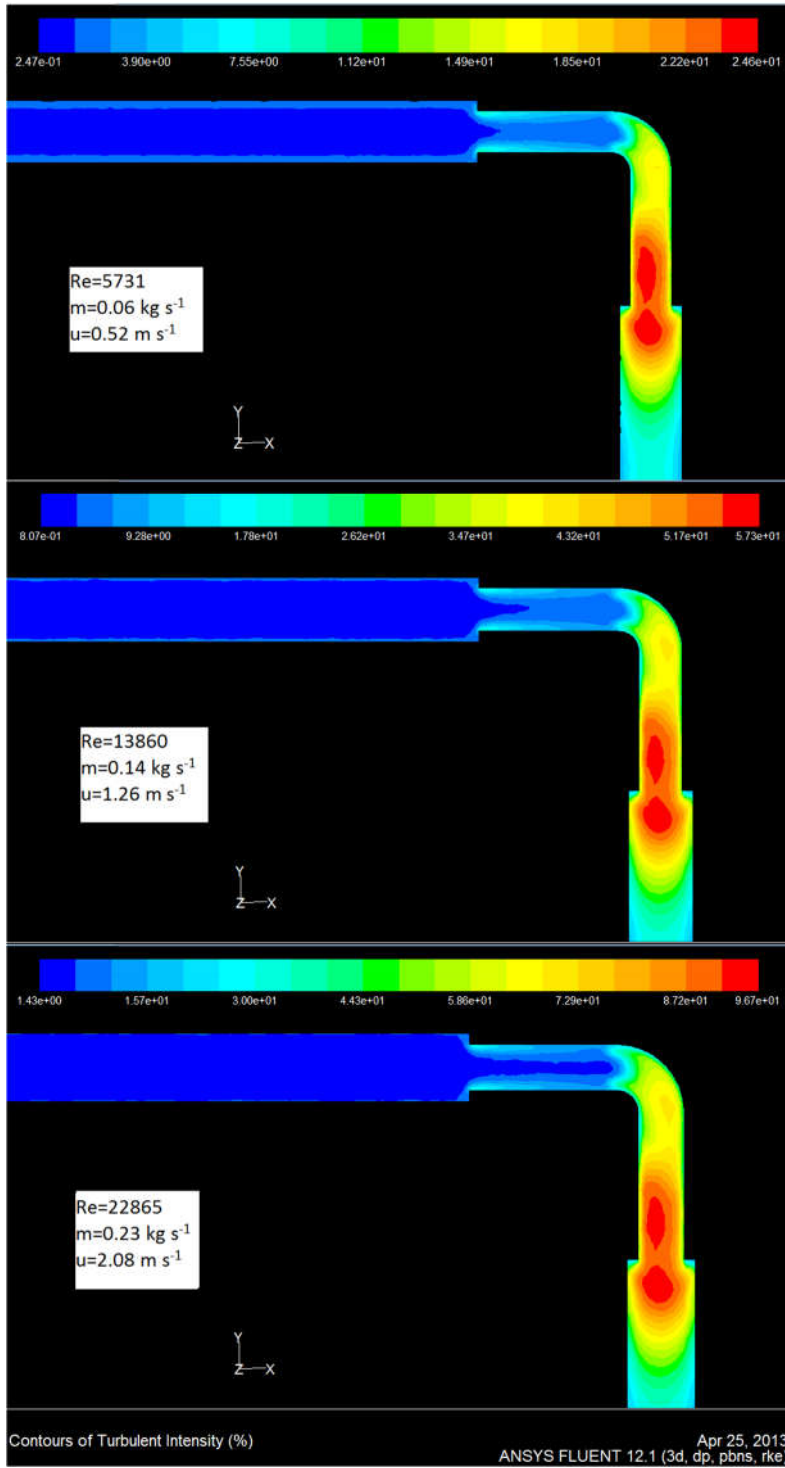 2.47e-01 3.90e+00 7.55e+00 1.12e+01 1.49e+01 1.85e+01 2.22e+01 2.46e+01
Re=5731
m=0.06 kg s⁻¹
u=0.52 m s⁻¹
Y
Z X
8.07e-01 9.28e+00 1.78e+01 2.62e+01 3.47e+01 4.32e+01 5.17e+01 5.73e+01
Re=13860
m=0.14 kg s⁻¹
u=1.26 m s⁻¹
Y
Z X
1.43e+00 1.57e+01 3.00e+01 4.43e+01 5.86e+01 7.29e+01 8.72e+01 9.67e+01
Re=22865
m=0.23 kg s⁻¹
u=2.08 m s⁻¹
Y
Z X
Contours of Turbulent Intensity (%) Apr 25, 2013
ANSYS FLUENT 12.1 (3d, dp, pbns, rke)